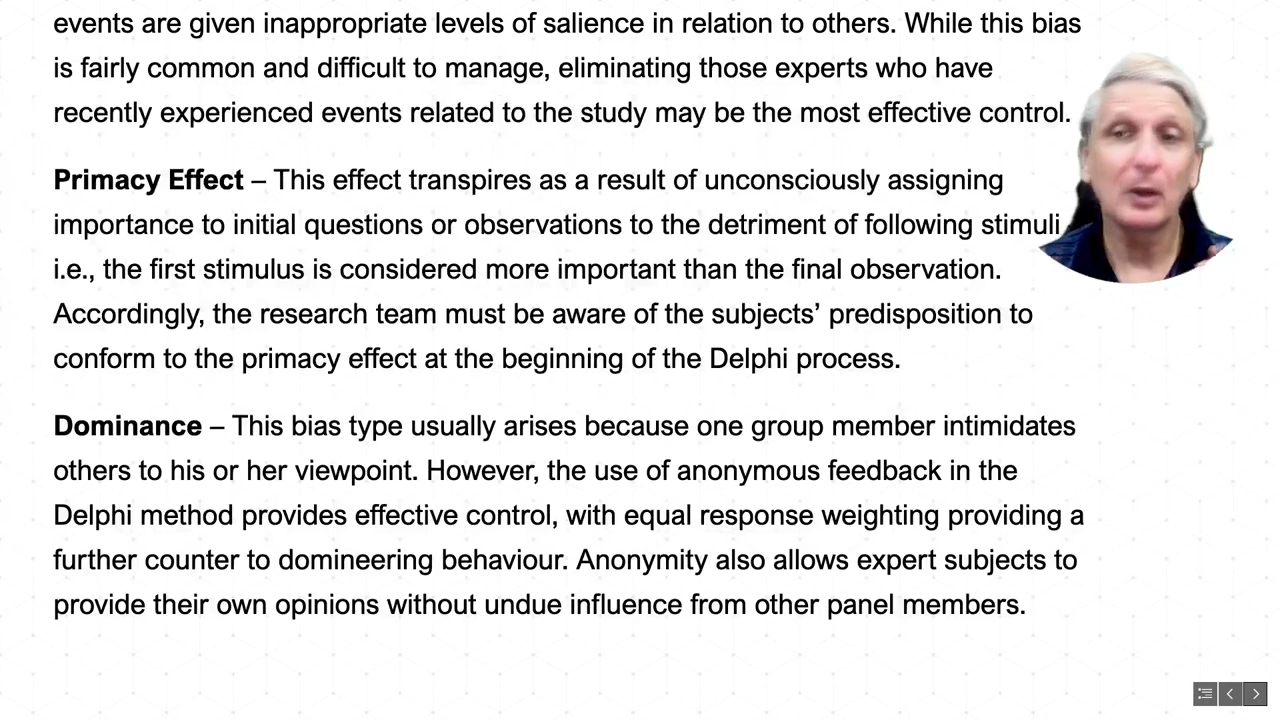 events are given inappropriate levels of salience in relation to others. While this bias
is fairly common and difficult to manage, eliminating those experts who have
recently experienced events related to the study may be the most effective control.
Primacy Effect – This effect transpires as a result of unconsciously assigning
importance to initial questions or observations to the detriment of following stimuli
i.e., the first stimulus is considered more important than the final observation.
Accordingly, the research team must be aware of the subjects’ predisposition to
conform to the primacy effect at the beginning of the Delphi process.
Dominance – This bias type usually arises because one group member intimidates
others to his or her viewpoint. However, the use of anonymous feedback in the
Delphi method provides effective control, with equal response weighting providing a
further counter to domineering behaviour. Anonymity also allows expert subjects to
provide their own opinions without undue influence from other panel members.